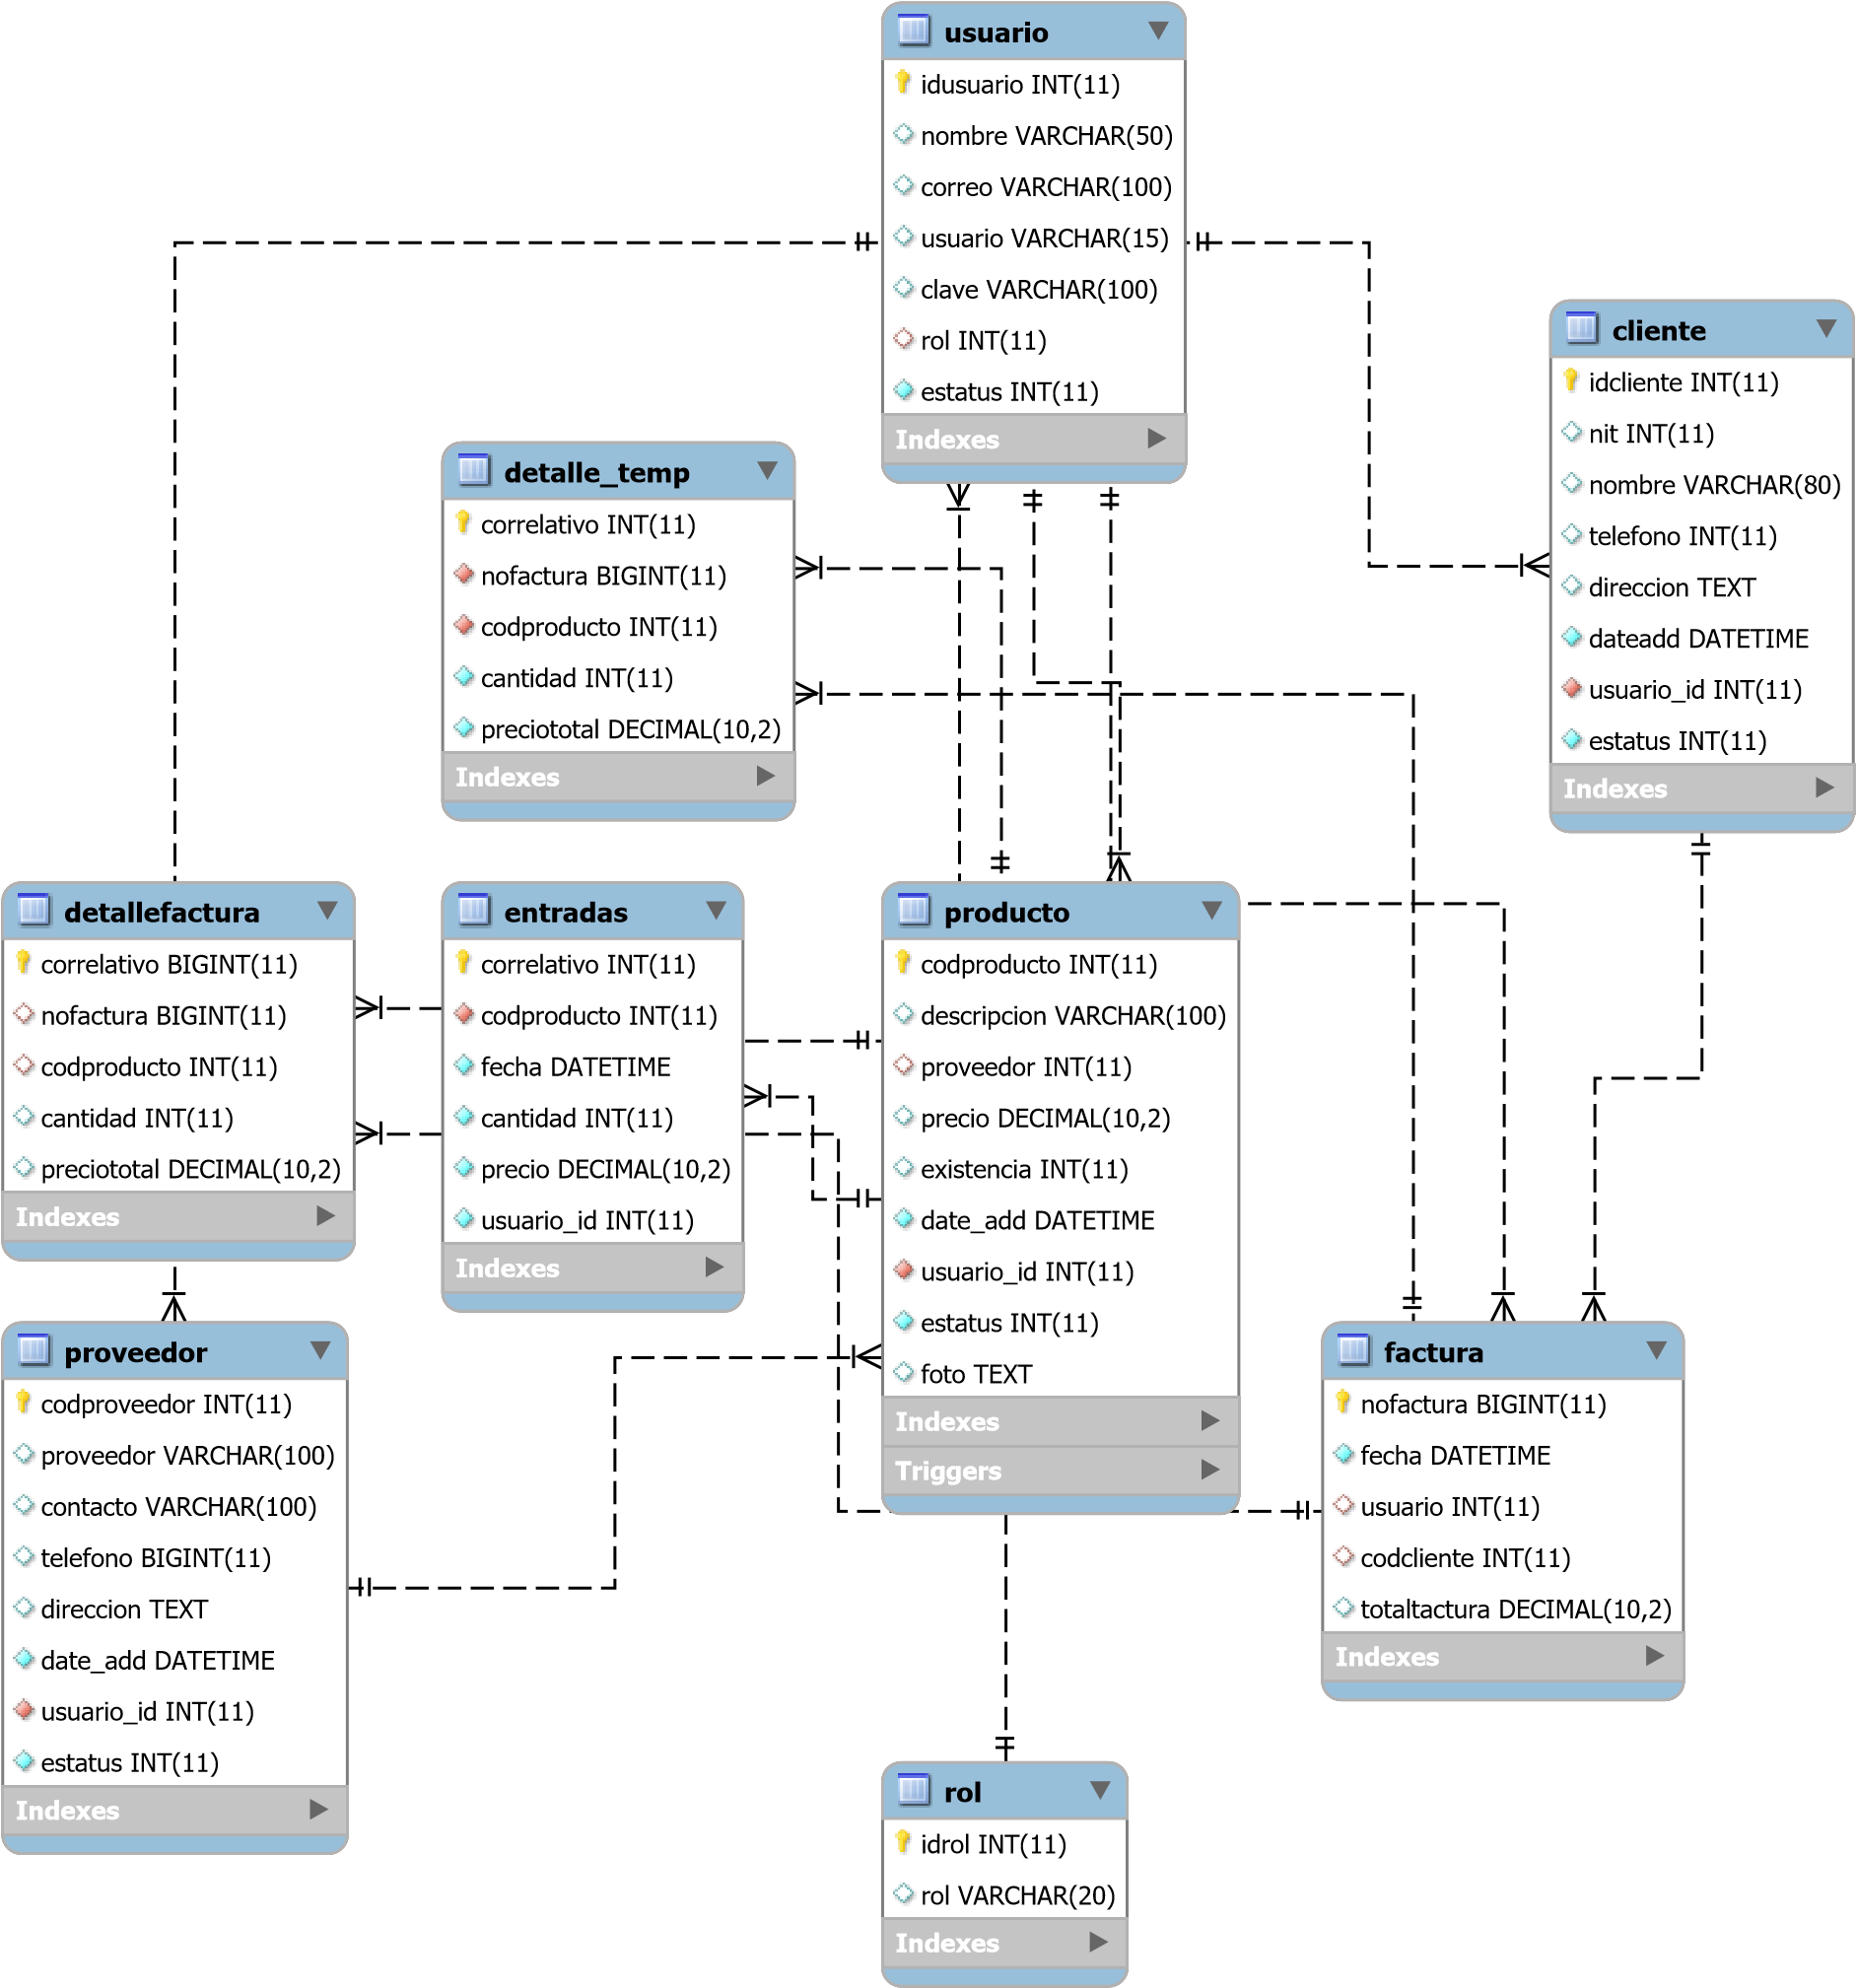 usuario
idusuario INT(11)
nombre VARCHAR(50)
correo VARCHAR(100)
usuario VARCHAR(15)
clave VARCHAR(100)
rol INT(11)
estatus INT(11)
Indexes
cliente
idcliente INT(11)
nit INT(11)
nombre VARCHAR(80)
telefono INT(11)
direccion TEXT
dateadd DATETIME
usuario_id INT(11)
estatus INT(11)
Indexes
detalle_temp
correlativo INT(11)
nofactura BIGINT(11)
codproducto INT(11)
cantidad INT(11)
preciototal DECIMAL(10,2)
Indexes
detallefactura
correlativo BIGINT(11)
nofactura BIGINT(11)
codproducto INT(11)
cantidad INT(11)
preciototal DECIMAL(10,2)
Indexes
entradas
correlativo INT(11)
codproducto INT(11)
fecha DATETIME
cantidad INT(11)
precio DECIMAL(10,2)
usuario_id INT(11)
Indexes
producto
codproducto INT(11)
descripcion VARCHAR(100)
proveedor INT(11)
precio DECIMAL(10,2)
existencia INT(11)
date_add DATETIME
usuario_id INT(11)
estatus INT(11)
foto TEXT
Indexes
Triggers
proveedor
codproveedor INT(11)
proveedor VARCHAR(100)
contacto VARCHAR(100)
telefono BIGINT(11)
direccion TEXT
date_add DATETIME
usuario_id INT(11)
estatus INT(11)
Indexes
factura
nofactura BIGINT(11)
fecha DATETIME
usuario INT(11)
codcliente INT(11)
totaltactura DECIMAL(10,2)
Indexes
rol
idrol INT(11)
rol VARCHAR(20)
Indexes